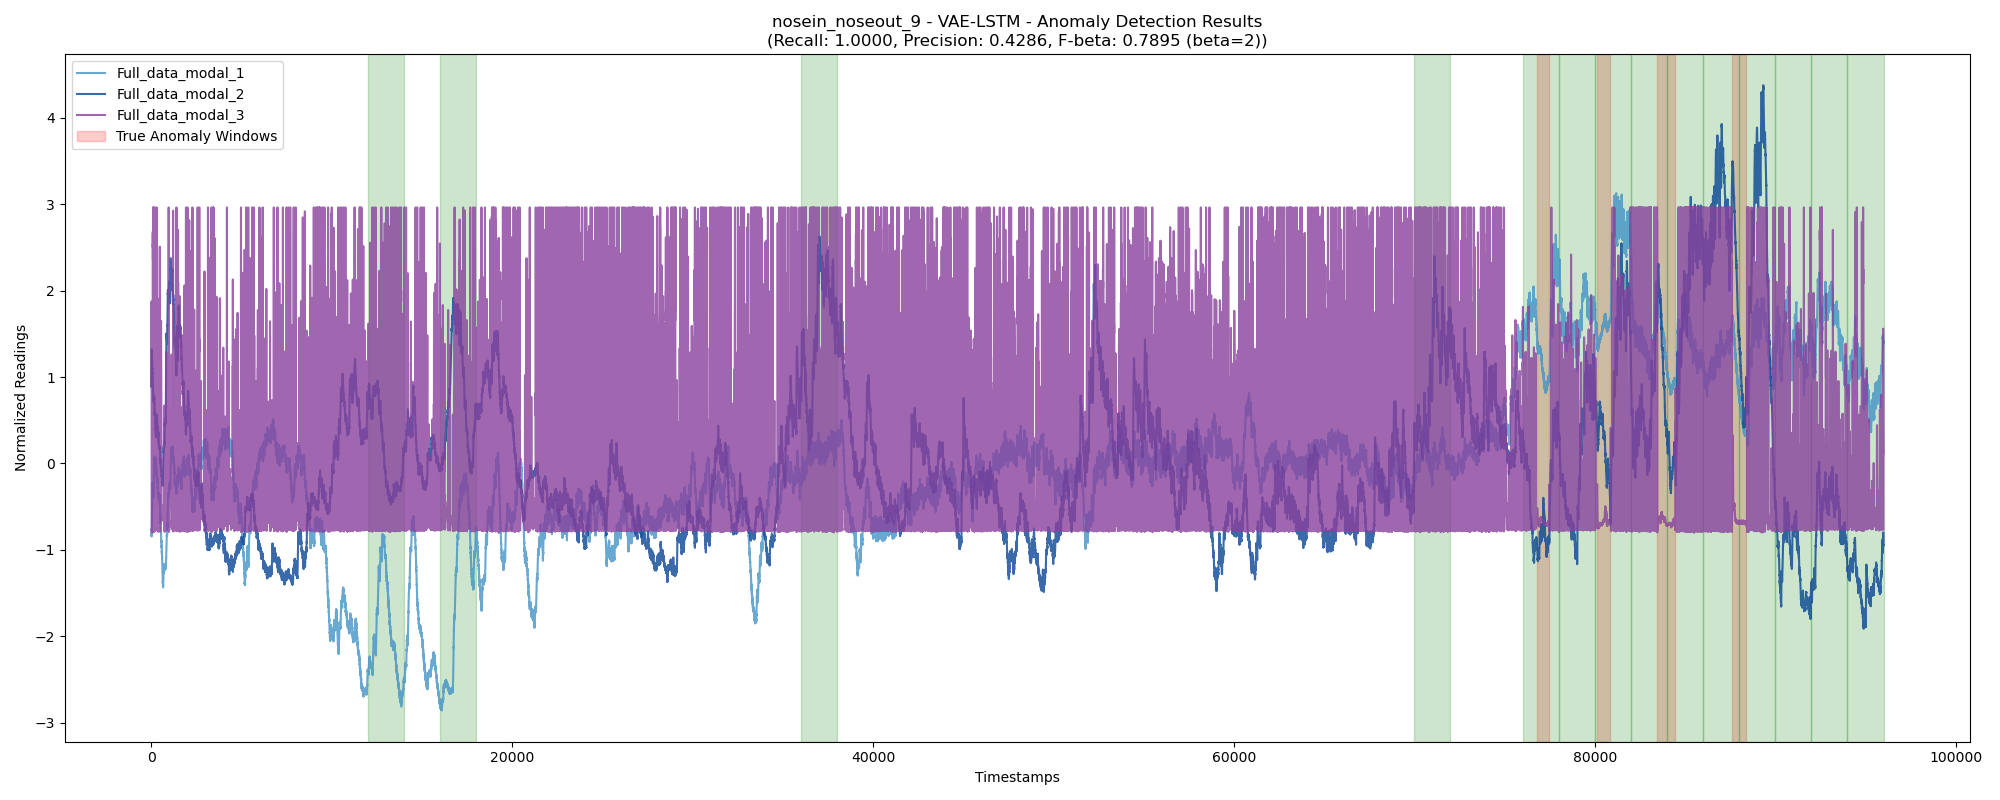 nosein_noseout_9 - VAE-LSTM - Anomaly Detection Results
(Recall: 1.0000, Precision: 0.4286, F-beta: 0.7895 (beta=2))
Full_data_modal_1
Full_data_modal_2
Full_data_modal_3
True Anomaly Windows
Normalized Readings
4
3
2
1
0
−1
−2
−3
0
20000
40000
60000
80000
100000
Timestamps